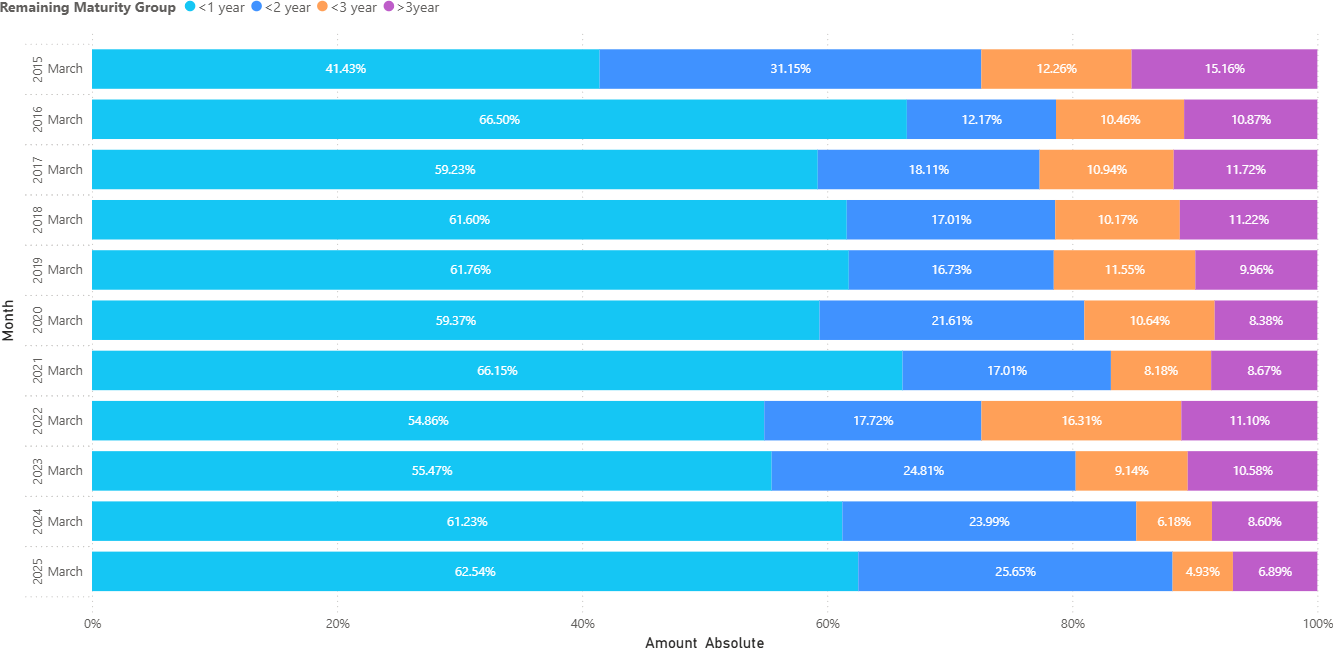 Remaining Maturity Group <1 year <2 year <3 year >3year
2015 March 41.43% 31.15% 12.26% 15.16%
2016 March 66.50% 12.17% 10.46% 10.87%
2017 March 59.23% 18.11% 10.94% 11.72%
2018 March 61.60% 17.01% 10.17% 11.22%
2019 March 61.76% 16.73% 11.55% 9.96%
2020 March 59.37% 21.61% 10.64% 8.38%
2021 March 66.15% 17.01% 8.18% 8.67%
2022 March 54.86% 17.72% 16.31% 11.10%
2023 March 55.47% 24.81% 9.14% 10.58%
2024 March 61.23% 23.99% 6.18% 8.60%
2025 March 62.54% 25.65% 4.93% 6.89%
Month
0% 20% 40% 60% 80% 100%
Amount Absolute